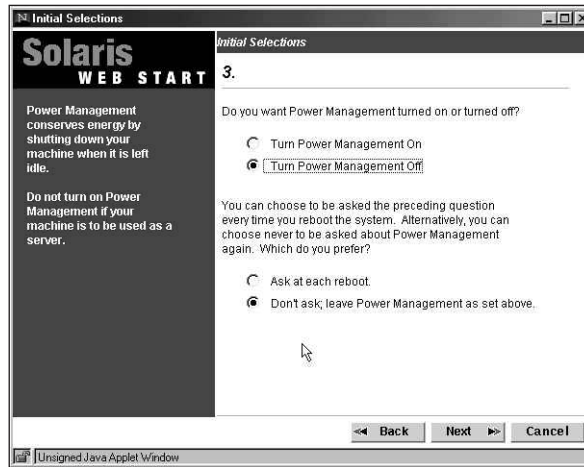 Initial Selections
Solaris
WEB START
Power Management
conserves energy by
shutting down your
machine when it is left
idle.
Do not turn on Power
Management if your
machine is to be used as a
server.
Initial Selections
3.
Do you want Power Management turned on or turned off?
Turn Power Management On
Turn Power Management Off
You can choose to be asked the preceding question
every time you reboot the system. Alternatively, you can
choose never to be asked about Power Management
again. Which do you prefer?
Ask at each reboot.
Don't ask; leave Power Management as set above.
Back Next Cancel
Unsigned Java Applet Window